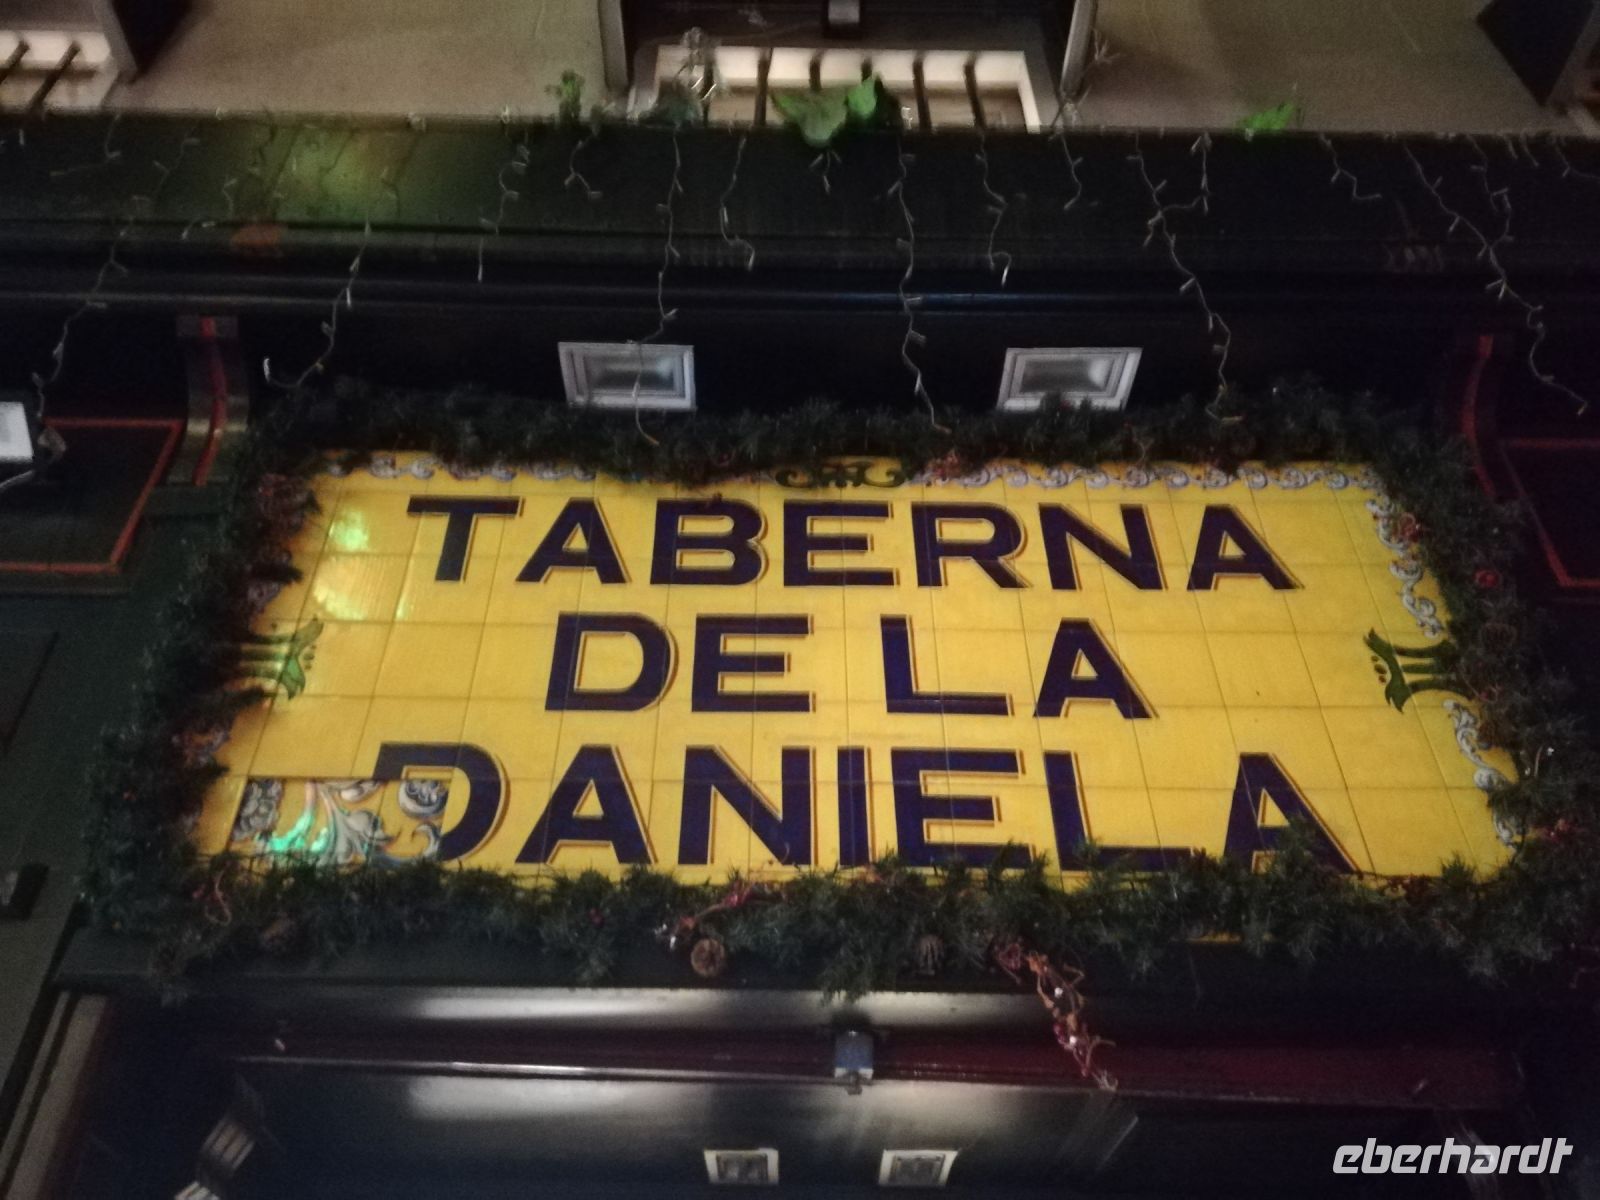 TABERNA
DE LA
DANIELA
eberhardt